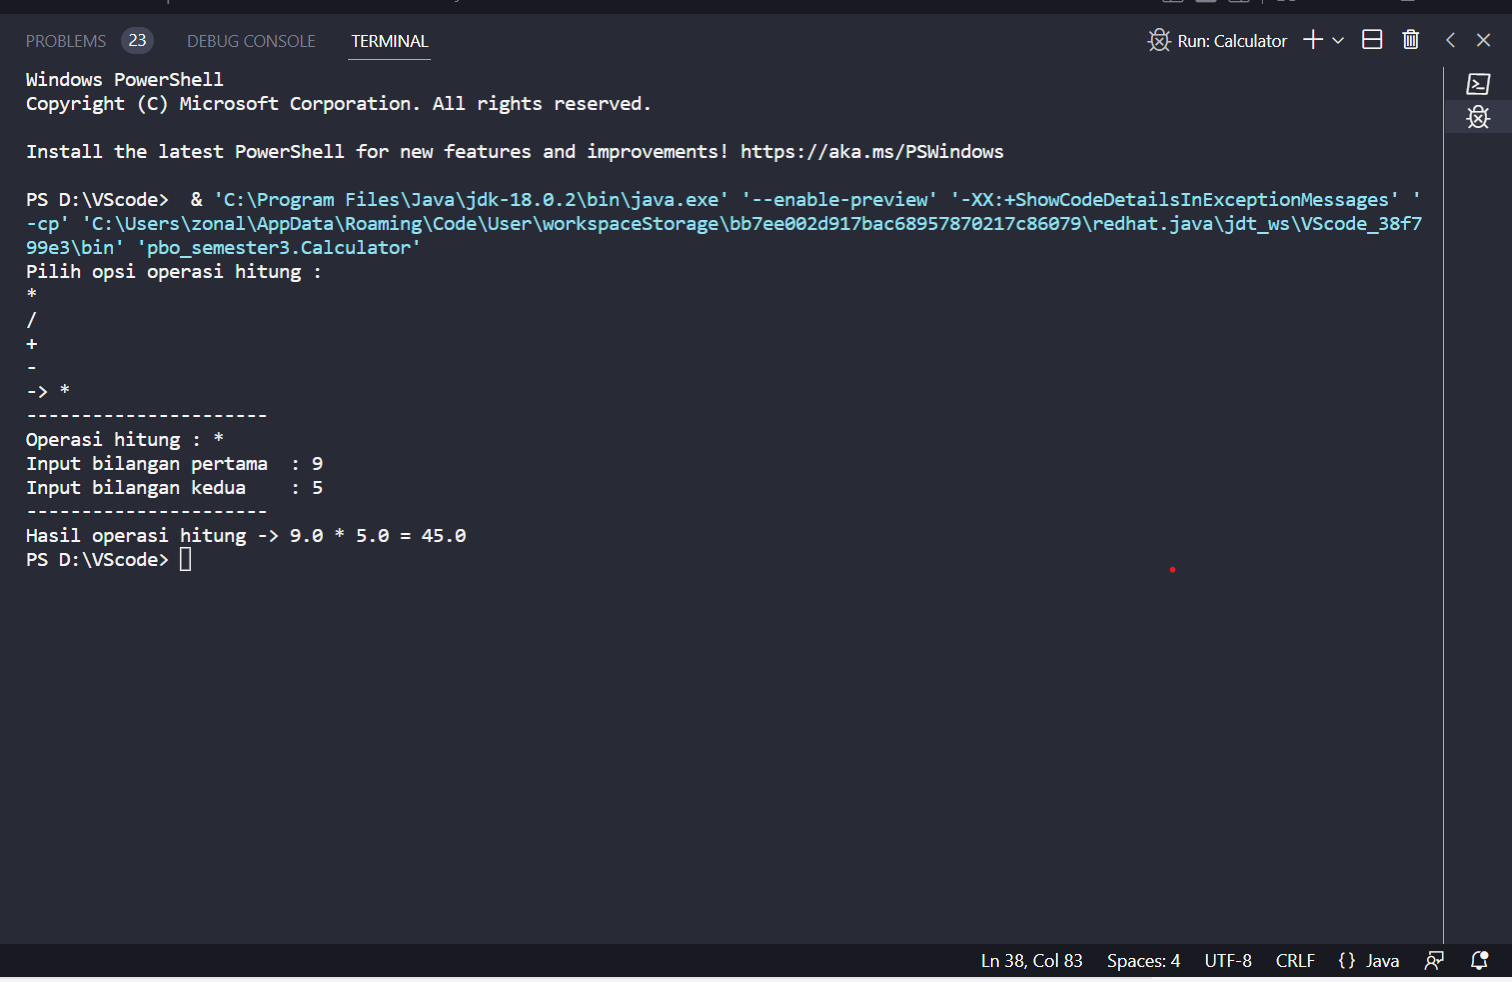 PROBLEMS 23 DEBUG CONSOLE TERMINAL Run: Calculator
Windows PowerShell
Copyright (C) Microsoft Corporation. All rights reserved.
Install the latest PowerShell for new features and improvements! https://aka.ms/PSWindows
PS D:\VScode>  & 'C:\Program Files\Java\jdk-18.0.2\bin\java.exe' '--enable-preview' '-XX:+ShowCodeDetailsInExceptionMessages' '
-cp' 'C:\Users\zonal\AppData\Roaming\Code\User\workspaceStorage\bb7ee002d917bac68957870217c86079\redhat.java\jdt_ws\VScode_38f7
99e3\bin' 'pbo_semester3.Calculator'
Pilih opsi operasi hitung :
*
/
+
-
-> *
----------------------
Operasi hitung : *
Input bilangan pertama  : 9
Input bilangan kedua    : 5
----------------------
Hasil operasi hitung -> 9.0 * 5.0 = 45.0
PS D:\VScode>
Ln 38, Col 83 Spaces: 4 UTF-8 CRLF {} Java